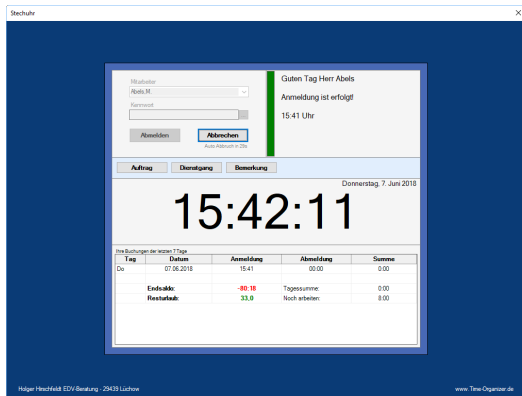 Stechuhr
Mitarbeiter
Abels,M.
Kennwort
Abmelden Abbrechen
Auto Abbruch in 29s
Guten Tag Herr Abels
Anmeldung ist erfolgt!
15:41 Uhr
Auftrag Dienstgang Bemerkung
Donnerstag, 7. Juni 2018
15:42:11
Ihre Buchungen der letzten 7 Tage
Tag Datum Anmeldung Abmeldung Summe
Do 07.06.2018 15:41 00:00 0:00
Endsaldo: -80:18 Tagessumme: 0:00
Resturlaub: 33,0 Noch arbeiten: 8:00
Holger Hirschfeldt EDV-Beratung - 29439 Lüchow www.Time-Organizer.de